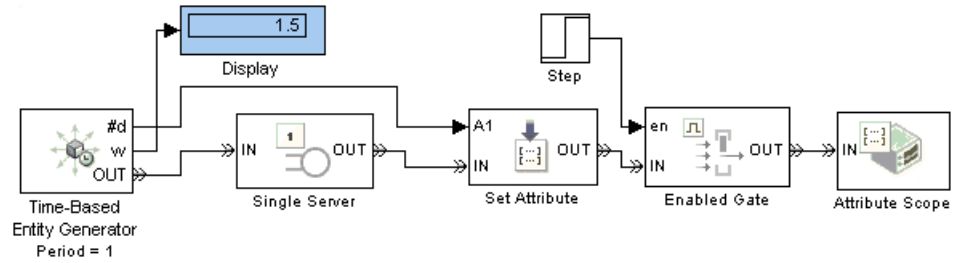 1.5
Display
Step
#d
w
OUT
Time-Based
Entity Generator
Period = 1
IN
1
OUT
Single Server
A1
IN
[...]
OUT
Set Attribute
en
IN
OUT
Enabled Gate
[...]
IN
Attribute Scope